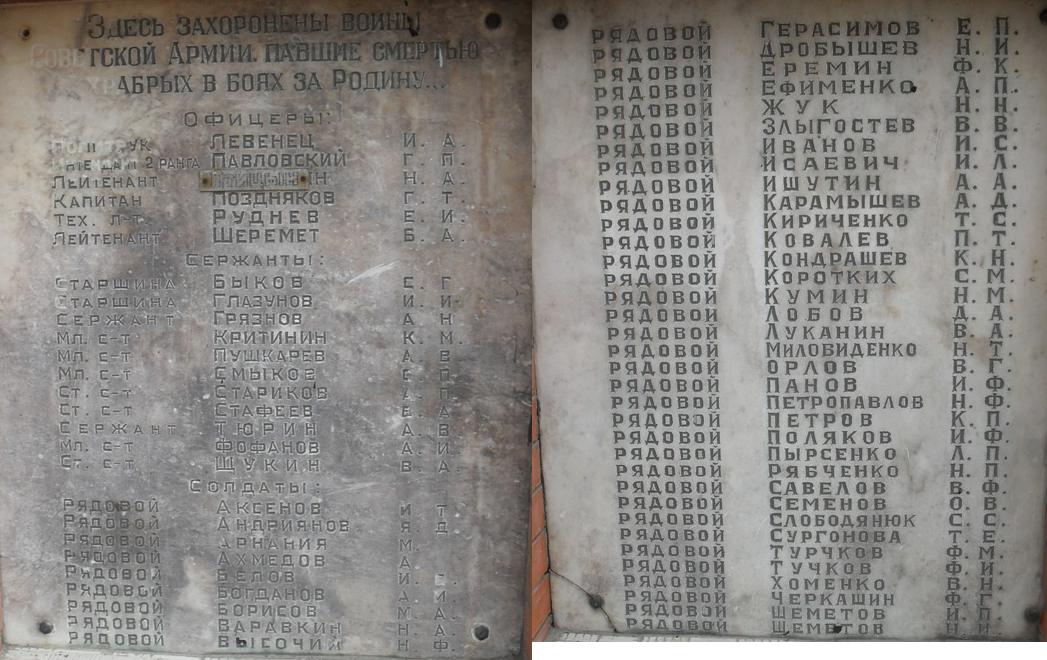 Здесь захоронены воины
Советской Армии, павшие смертью
храбрых в боях за Родину...
Офицеры:
Политрук Левенец И. А.
2 ранга Павловский Г. П.
Лейтенант Н. А.
Капитан Поздняков Г. Т
Тех. л-т. Руднев Е. И.
Лейтенант Шеремет Б. А.
Сержанты:
Старшина Быков С. Г
Старшина Глазунов И. И.
Сержант Грязнов А. Н
Мл. с-т Критинин К. М.
Мл. с-т Пушкарев А. В
Мл. с-т Смыков С. П
Ст. с-т Стариков П
Ст. с-т Стафеев А
Сержант Тюрин А. В
Мл. с-т Фофанов А. И
Ст. с-т Щукин В. А.
Солдаты:
Рядовой Аксенов И Т
Рядовой Андриянов Я. Д
Рядовой Арнания М.
Рядовой Ахмедов А
Рядовой Белов И.
Рядовой Богданов И.
Рядовой Борисов М. А.
Рядовой Варавкин Н. А.
Рядовой Высочин Н Ф.
рядовой Герасимов Е. П.
рядовой Дробышев Н. И.
рядовой Еремин Ф. К.
рядовой Ефименко А. П.
рядовой Жук Н. Н.
рядовой Злыгостев В. В.
рядовой Иванов И. С.
рядовой Исаевич И. Л.
рядовой Ишутин А. А.
рядовой Карамышев А. Д.
рядовой Кириченко Т. С.
рядовой Ковалев П. Т.
рядовой Кондрашев К. Н.
рядовой Коротких С. М.
рядовой Кумин Н. М.
рядовой Лобов Д. А.
рядовой Луканин В. А.
рядовой Миловиденко Н. Т.
рядовой Орлов В. Г.
рядовой Панов И. Ф.
рядовой Петропавлов Н. Ф.
рядовой Петров К. П.
рядовой Поляков И. Ф.
рядовой Пырсенко Л. П.
рядовой Рябченко Н. П.
рядовой Савелов В. Ф.
рядовой Семенов О. В.
рядовой Слободянюк С. С.
рядовой Сургонова Т. Е.
рядовой Турчков Ф. М.
рядовой Тучков Ф. И.
рядовой Хоменко В. Н.
рядовой Черкашин Ф. Г.
рядовой Шеметов И. П.
рядовой Шеметов